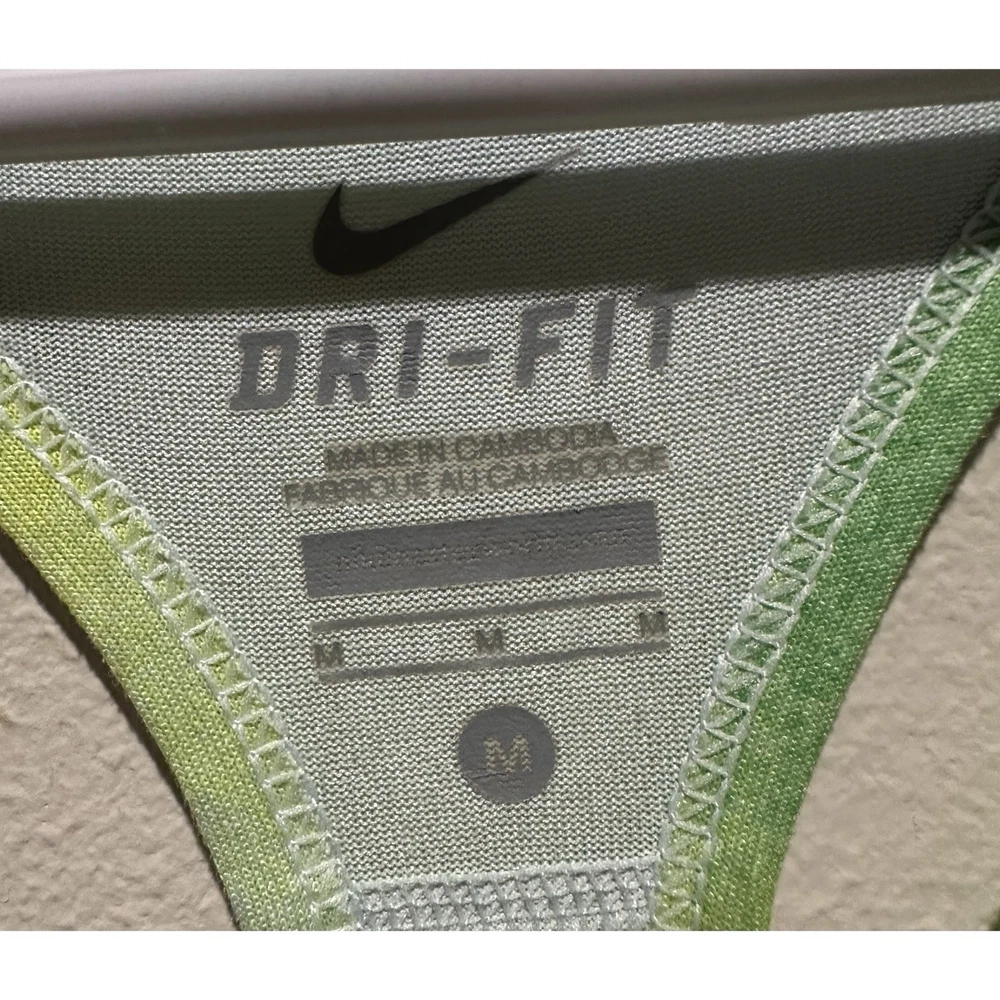 DRI-FIT
MADE IN CAMBODIA
FABRIQUÉ AU CAMBODGE
M M M
M